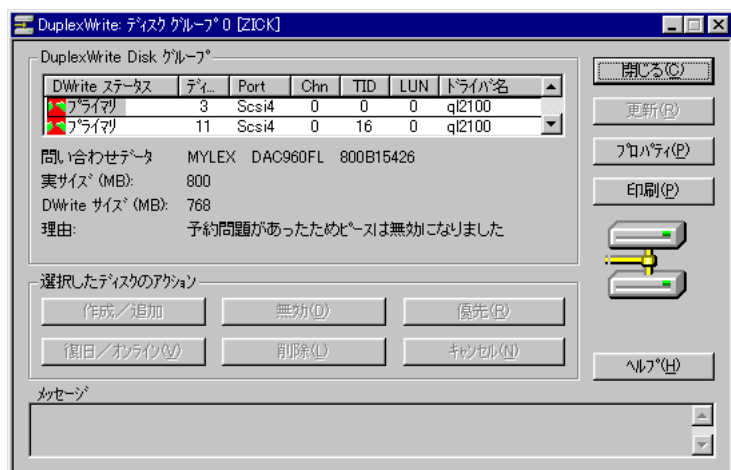 DuplexWrite: ディスク グループ 0 [ZICK]
DuplexWrite Disk グループ
DWrite ステータス ディ... Port Chn TID LUN ドライバ名
プライマリ 3 Scsi4 0 0 0 ql2100
プライマリ 11 Scsi4 0 16 0 ql2100
問い合わせデータ MYLEX DAC960FL 800B15426
実サイズ (MB): 800
DWrite サイズ (MB): 768
理由: 予約問題があったためピースは無効になりました
選択したディスクのアクション
作成／追加 無効(D) 優先(R)
復旧／オンライン(V) 削除(L) キャンセル(N)
メッセージ
閉じる(C)
更新(R)
プロパティ(P)
印刷(P)
ヘルプ(H)